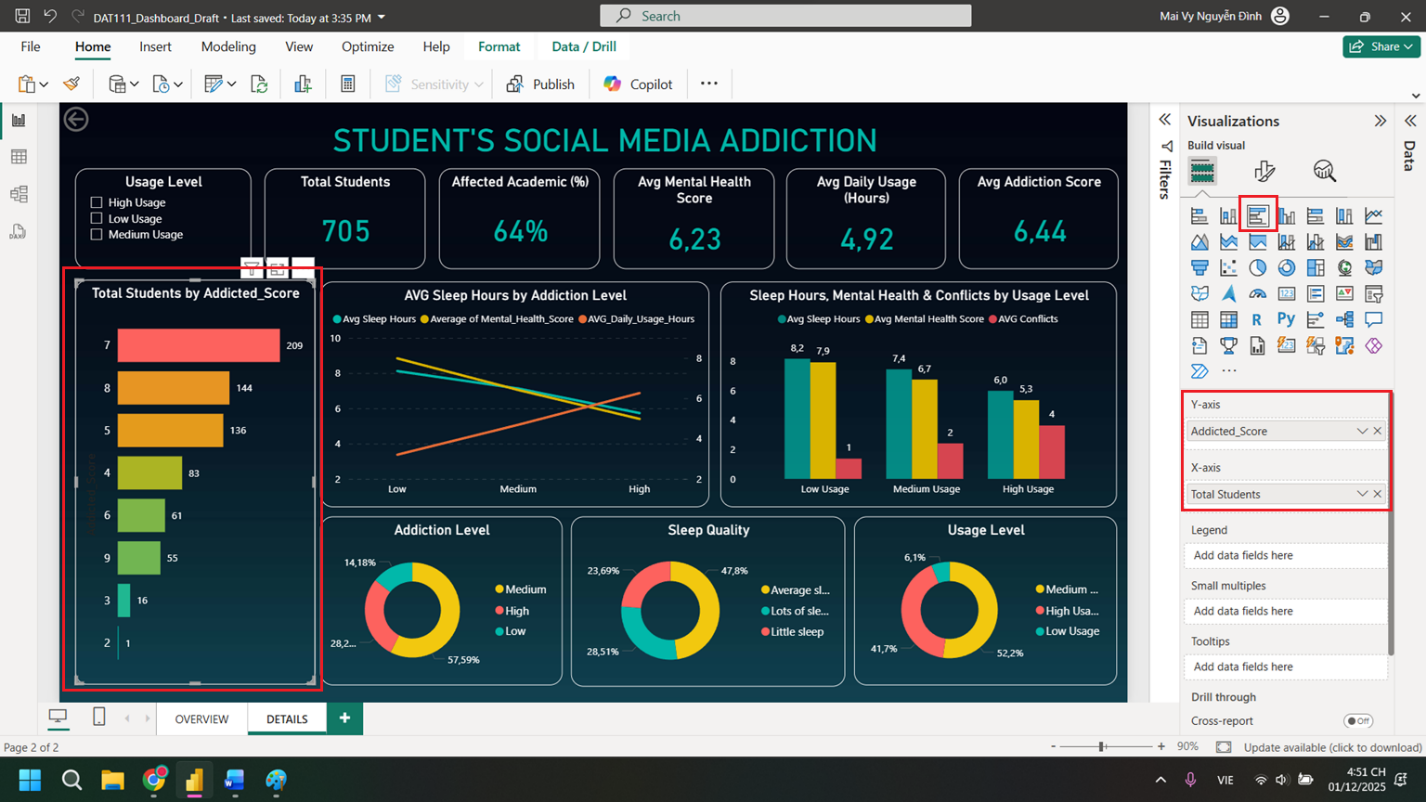 DAT111_Dashboard_Draft • Last saved: Today at 3:35 PM
Search
Mai Vy Nguyễn Đình
File Home Insert Modeling View Optimize Help Format Data / Drill
Share
Sensitivity
Publish
Copilot
STUDENT'S SOCIAL MEDIA ADDICTION
Usage Level
High Usage
Low Usage
Medium Usage
Total Students
705
Affected Academic (%)
64%
Avg Mental Health
Score
6,23
Avg Daily Usage
(Hours)
4,92
Avg Addiction Score
6,44
Total Students by Addicted_Score
7 209
8 144
5 136
4 83
6 61
9 55
3 16
2 1
AVG Sleep Hours by Addiction Level
Avg Sleep Hours Average of Mental_Health_Score AVG_Daily_Usage_Hours
10
8 8
6 6
4 4
2 2
Low Medium High
Sleep Hours, Mental Health & Conflicts by Usage Level
Avg Sleep Hours Avg Mental Health Score AVG Conflicts
8
6
4
2
0
8,2 7,9 1
7,4 6,7 2
6,0 5,3 4
Low Usage Medium Usage High Usage
Addiction Level
14,18%
28,2...
57,59%
Medium
High
Low
Sleep Quality
23,69%
47,8%
28,51%
Average sl...
Lots of sle...
Little sleep
Usage Level
6,1%
41,7%
52,2%
Medium ...
High Usa...
Low Usage
Filters
Visualizations
Build visual
Data
R Py
123
...
Y-axis
Addicted_Score
X-axis
Total Students
Legend
Add data fields here
Small multiples
Add data fields here
Tooltips
Add data fields here
Drill through
Cross-report
Off
OVERVIEW DETAILS +
Page 2 of 2
- + 90%
Update available (click to download)
VIE
4:51 CH
01/12/2025